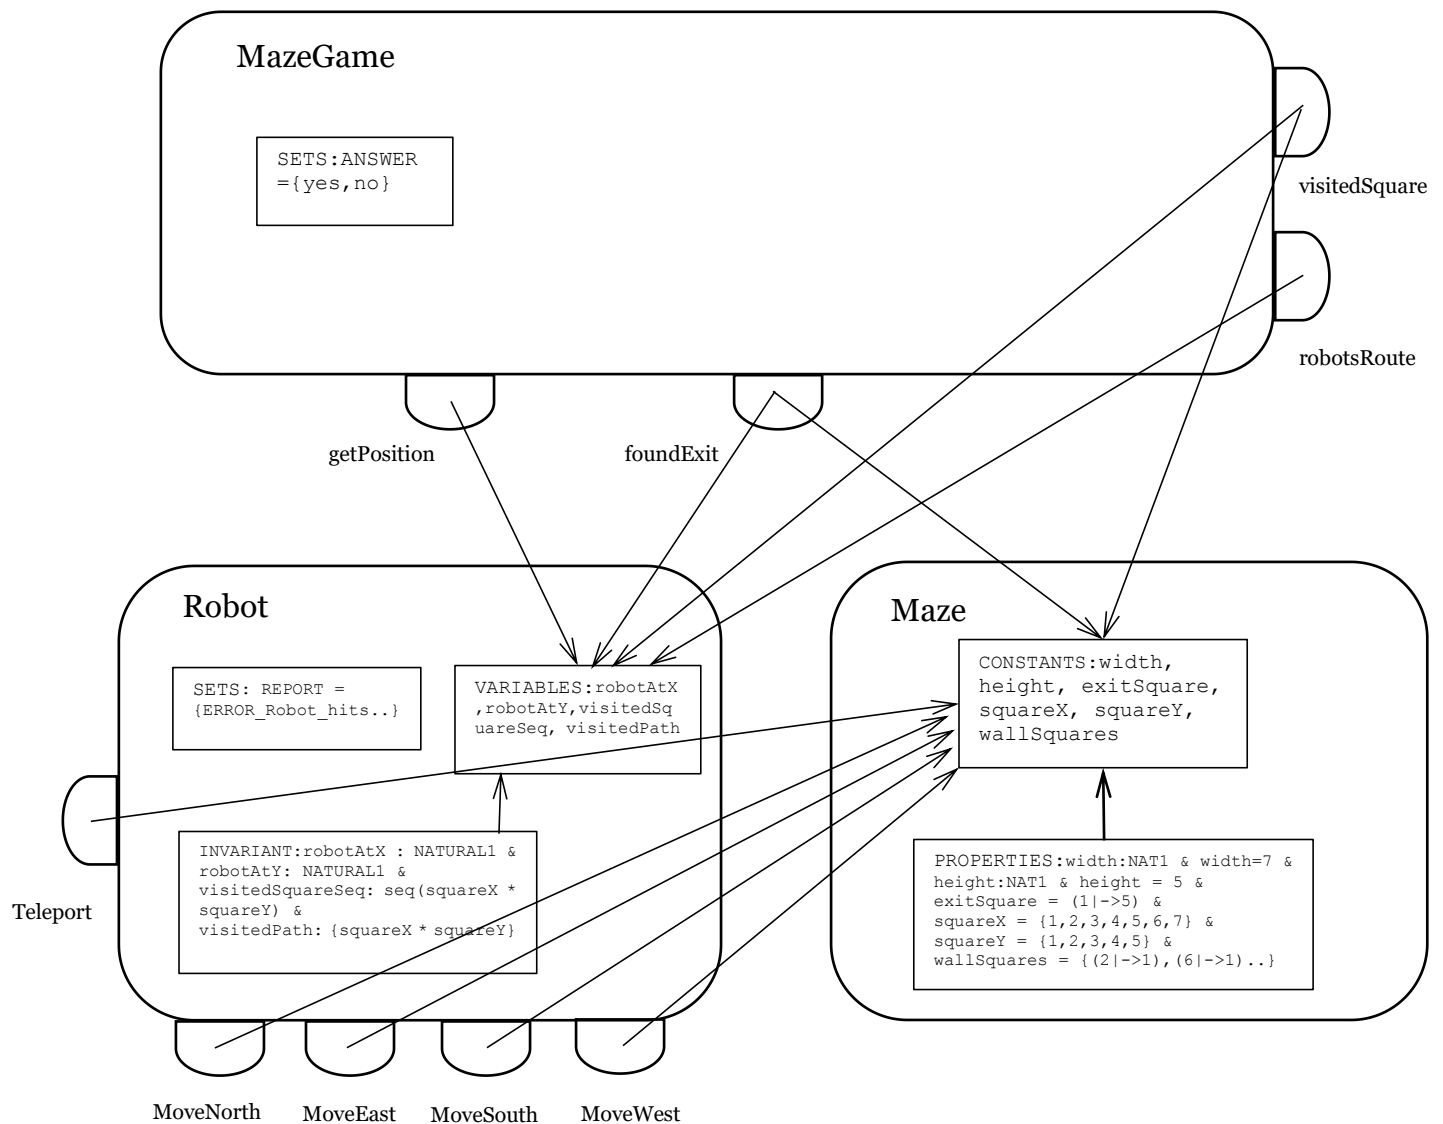 MazeGame
SETS:ANSWER
={yes,no}
visitedSquare
robotsRoute
getPosition
foundExit
Robot
SETS: REPORT =
{ERROR_Robot_hits..}
VARIABLES:robotAtX
,robotAtY,visitedSq
uareSeq, visitedPath
Maze
CONSTANTS:width,
height, exitSquare,
squareX, squareY,
wallSquares
INVARIANT:robotAtX : NATURAL1 &
robotAtY: NATURAL1 &
visitedSquareSeq: seq(squareX *
squareY) &
visitedPath: {squareX * squareY}
PROPERTIES:width:NAT1 & width=7 &
height:NAT1 & height = 5 &
exitSquare = (1|->5) &
squareX = {1,2,3,4,5,6,7} &
squareY = {1,2,3,4,5} &
wallSquares = {(2|->1),(6|->1)..}
Teleport
MoveNorth
MoveEast
MoveSouth
MoveWest